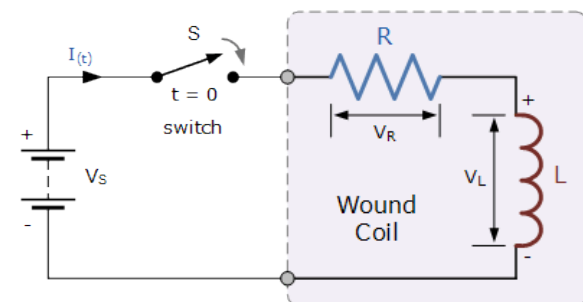 I(t)
S
R
t = 0
switch
+
VS
-
VR
+
VL
L
-
Wound
Coil